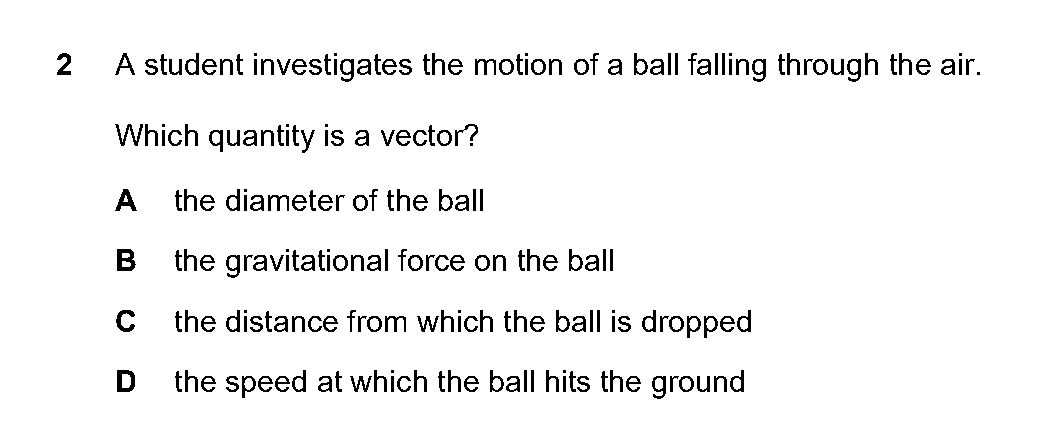 2 A student investigates the motion of a ball falling through the air.
Which quantity is a vector?
A the diameter of the ball
B the gravitational force on the ball
C the distance from which the ball is dropped
D the speed at which the ball hits the ground